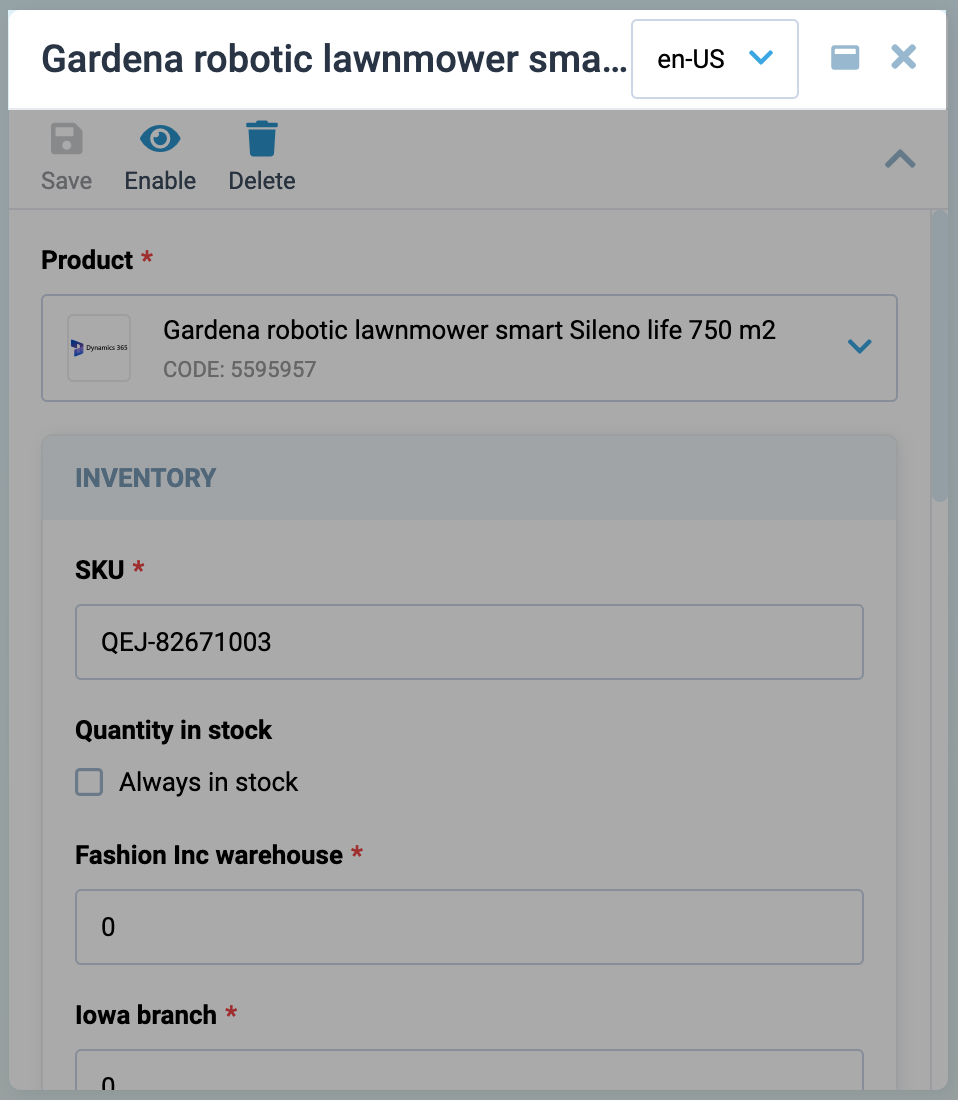 Gardena robotic lawnmower sma...
en-US
Save
Enable
Delete
Product *
Dynamics 365
Gardena robotic lawnmower smart Sileno life 750 m2
CODE: 5595957
INVENTORY
SKU *
QEJ-82671003
Quantity in stock
Always in stock
Fashion Inc warehouse *
0
Iowa branch *
0